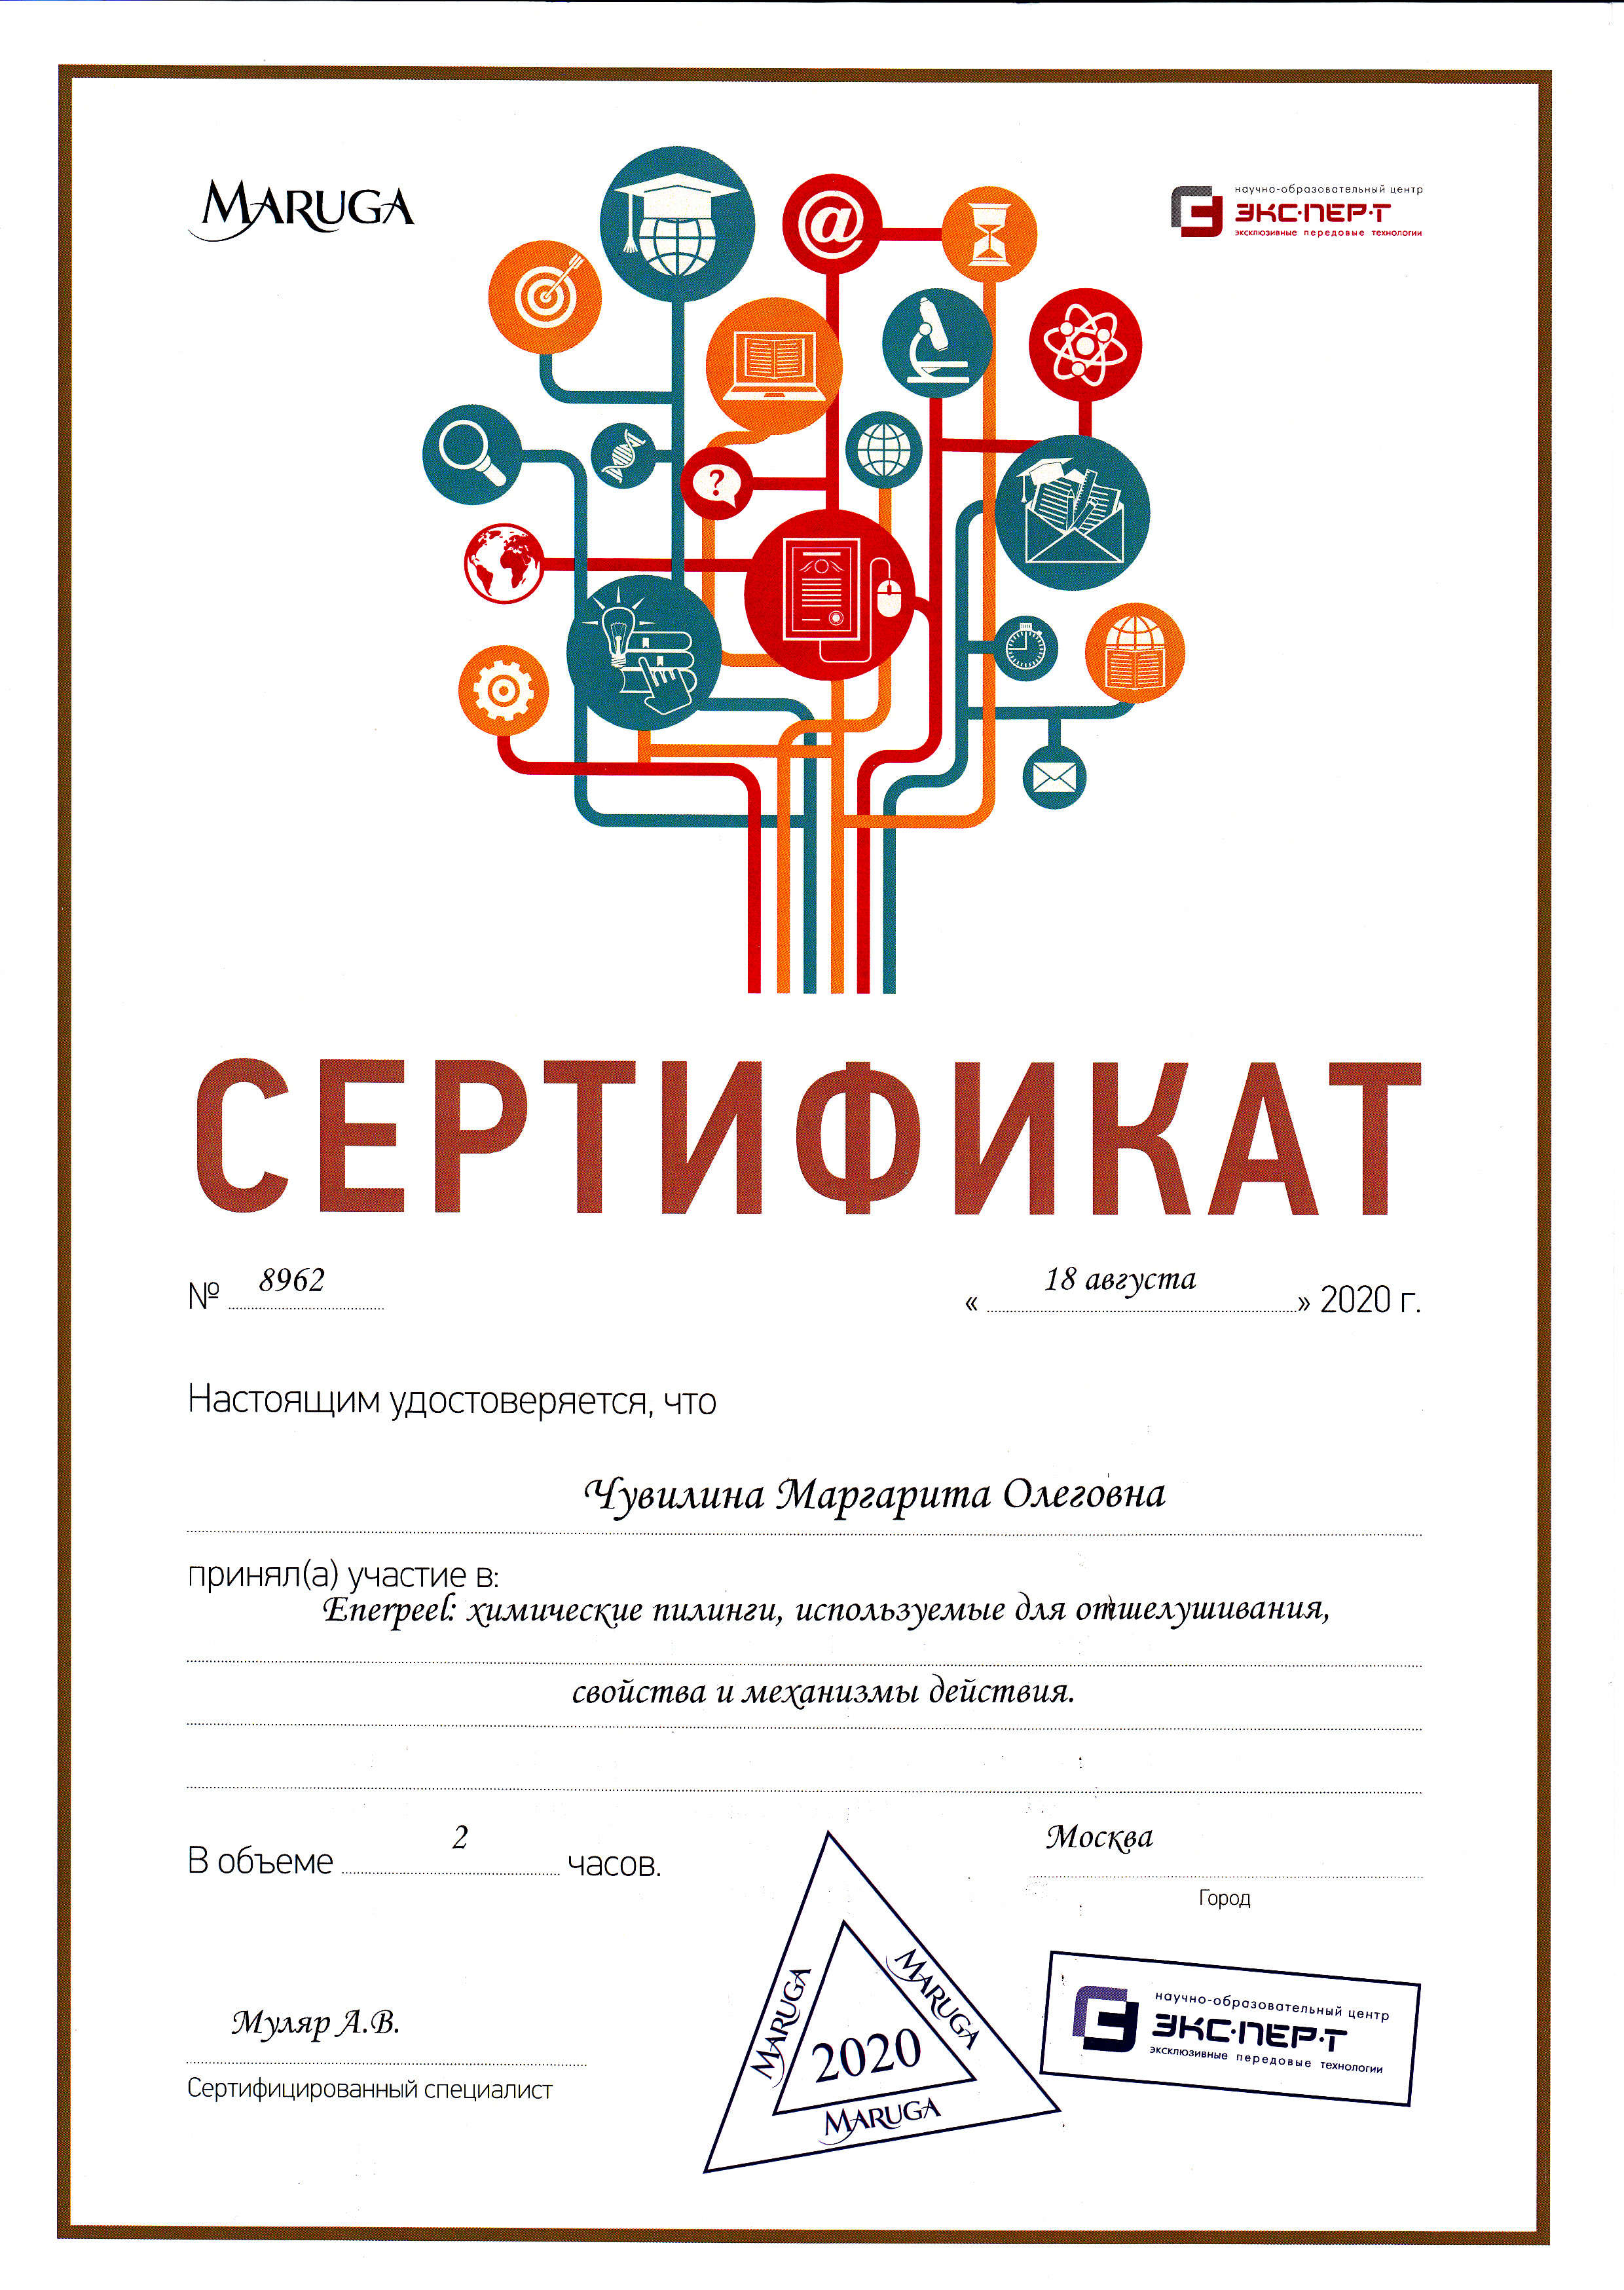 MARUGA
научно-образовательный центр
ЭКС·ПЕР·Т
эксклюзивные передовые технологии
@
?
СЕРТИФИКАТ
№ 8962
« 18 августа » 2020 г.
Настоящим удостоверяется, что
Чувилина Маргарита Олеговна
принял(а) участие в:
Enerpeel: химические пилинги, используемые для отшелушивания,
свойства и механизмы действия.
В объеме 2 часов.
Москва
Город
Муляр А.В.
Сертифицированный специалист
MARUGA
MARUGA
2020
MARUGA
научно-образовательный центр
ЭКС·ПЕР·Т
эксклюзивные передовые технологии